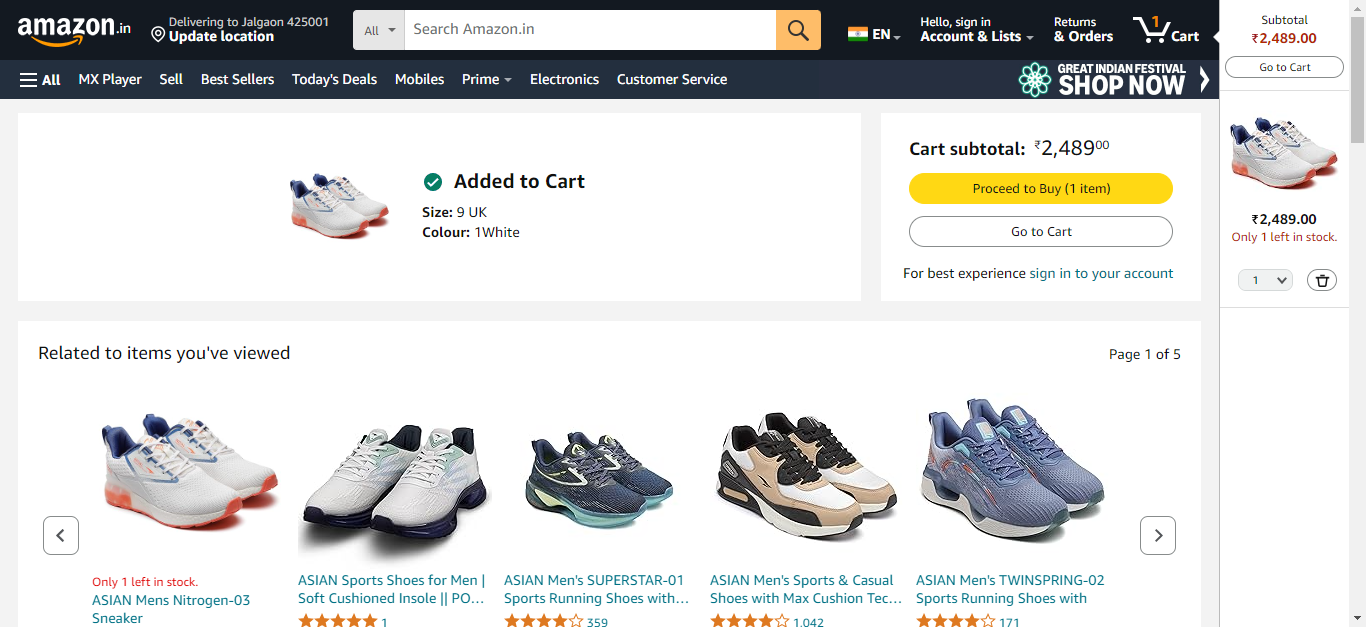 amazon.in
Delivering to Jalgaon 425001
Update location
All
Search Amazon.in
EN
Hello, sign in
Account & Lists
Returns
& Orders
1
Cart
All
MX Player
Sell
Best Sellers
Today's Deals
Mobiles
Prime
Electronics
Customer Service
GREAT INDIAN FESTIVAL
SHOP NOW
Subtotal
₹2,489.00
Go to Cart
₹2,489.00
Only 1 left in stock.
1
Added to Cart
Size: 9 UK
Colour: 1White
Cart subtotal: ₹2,48900
Proceed to Buy (1 item)
Go to Cart
For best experience sign in to your account
Related to items you've viewed
Page 1 of 5
Only 1 left in stock.
ASIAN Mens Nitrogen-03
Sneaker
ASIAN Sports Shoes for Men |
Soft Cushioned Insole || PO...
1
ASIAN Men's SUPERSTAR-01
Sports Running Shoes with...
359
ASIAN Men's Sports & Casual
Shoes with Max Cushion Tec...
1,042
ASIAN Men's TWINSPRING-02
Sports Running Shoes with
171